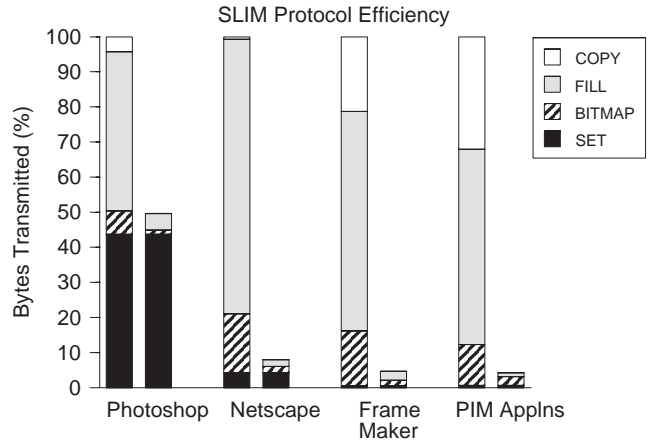 SLIM Protocol Efficiency
Bytes Transmitted (%)
100
90
80
70
60
50
40
30
20
10
0
Photoshop
Netscape
Frame
Maker
PIM Applns
COPY
FILL
BITMAP
SET